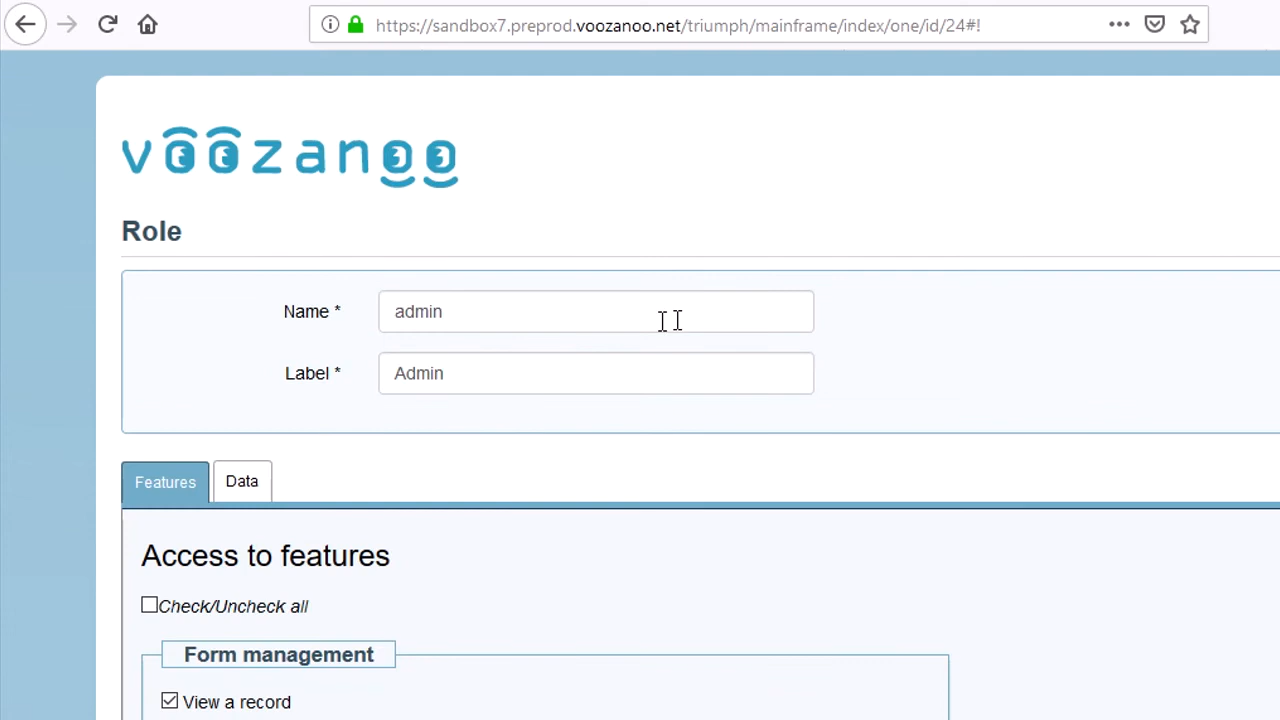 https://sandbox7.preprod.voozanoo.net/triumph/mainframe/index/one/id/24#!
voozanoo
Role
Name *
admin
Label *
Admin
Features
Data
Access to features
Check/Uncheck all
Form management
View a record